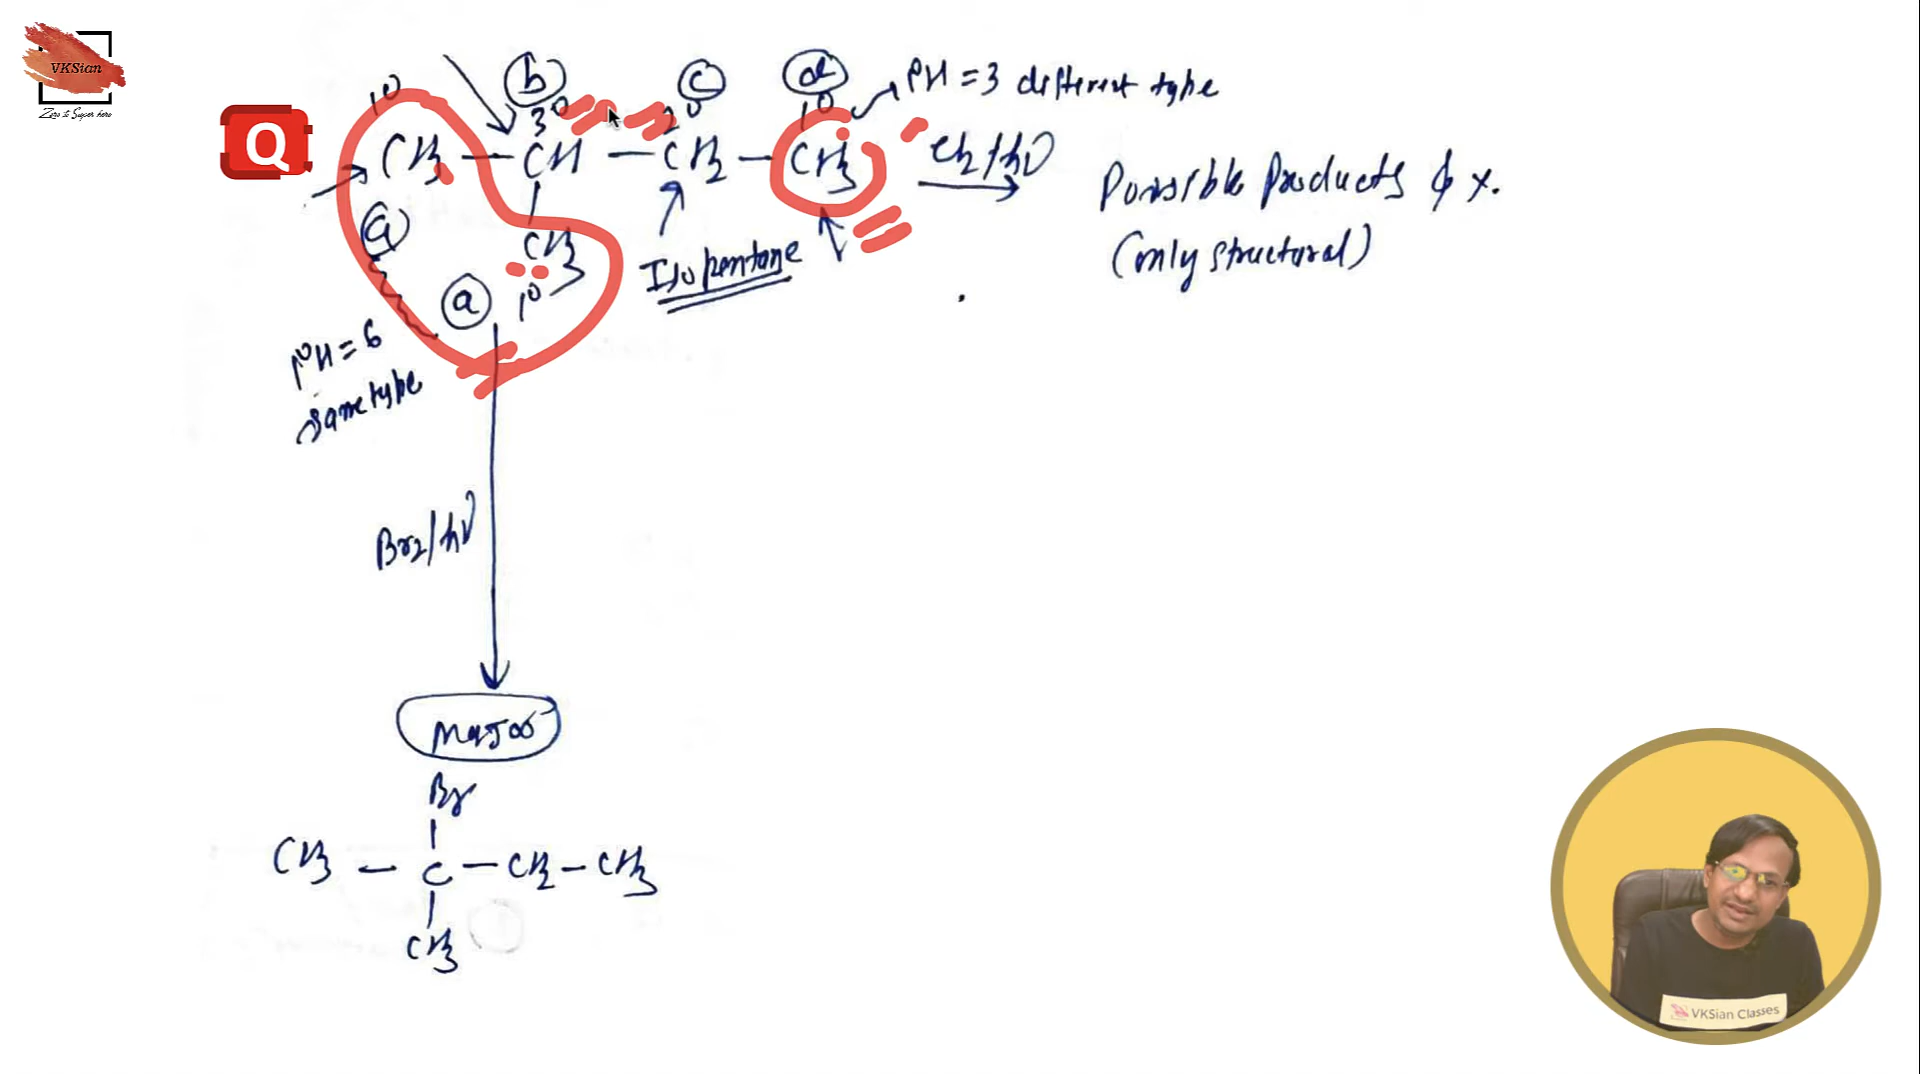 VKSian
Zero to Super hero
Q
1° b 3° c 2° d 1° 1°H = 3 different type
CH3 — CH — CH2 — CH3 Cl2/hν
Possible Products of x.
(only structural)
a
CH3
Isopentane
a 1°
1°H = 6
same type
Br2/hν
Major
Br
CH3 — C — CH2 — CH3
CH3
VKSian Classes